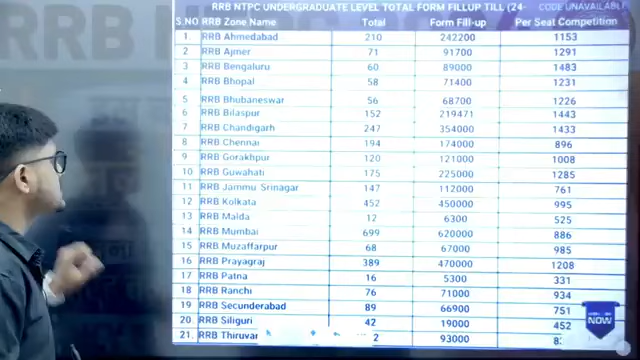 RRB NTPC UNDERGRADUATE LEVEL TOTAL FORM FILLUP TILL (24- CODE UNAVAILABLE
S.NO RRB Zone Name Total Form Fill-up Per Seat Competition
1. RRB Ahmedabad 210 242200 1153
2 RRB Ajmer 71 91700 1291
3 RRB Bengaluru 60 89000 1483
4 RRB Bhopal 58 71400 1231
5 RRB Bhubaneswar 56 68700 1226
6 RRB Bilaspur 152 219471 1443
7 RRB Chandigarh 247 354000 1433
8 RRB Chennai 194 174000 896
9 RRB Gorakhpur 120 121000 1008
10 RRB Guwahati 175 225000 1285
11 RRB Jammu Srinagar 147 112000 761
12 RRB Kolkata 452 450000 995
13 RRB Malda 12 6300 525
14 RRB Mumbai 699 620000 886
15 RRB Muzaffarpur 68 67000 985
16 RRB Prayagraj 389 470000 1208
17 RRB Patna 16 5300 331
18 RRB Ranchi 76 71000 934
19 RRB Secunderabad 89 66900 751
20. RRB Siliguri 42 19000 452
21. RRB Thiruvan 2 93000
NOW